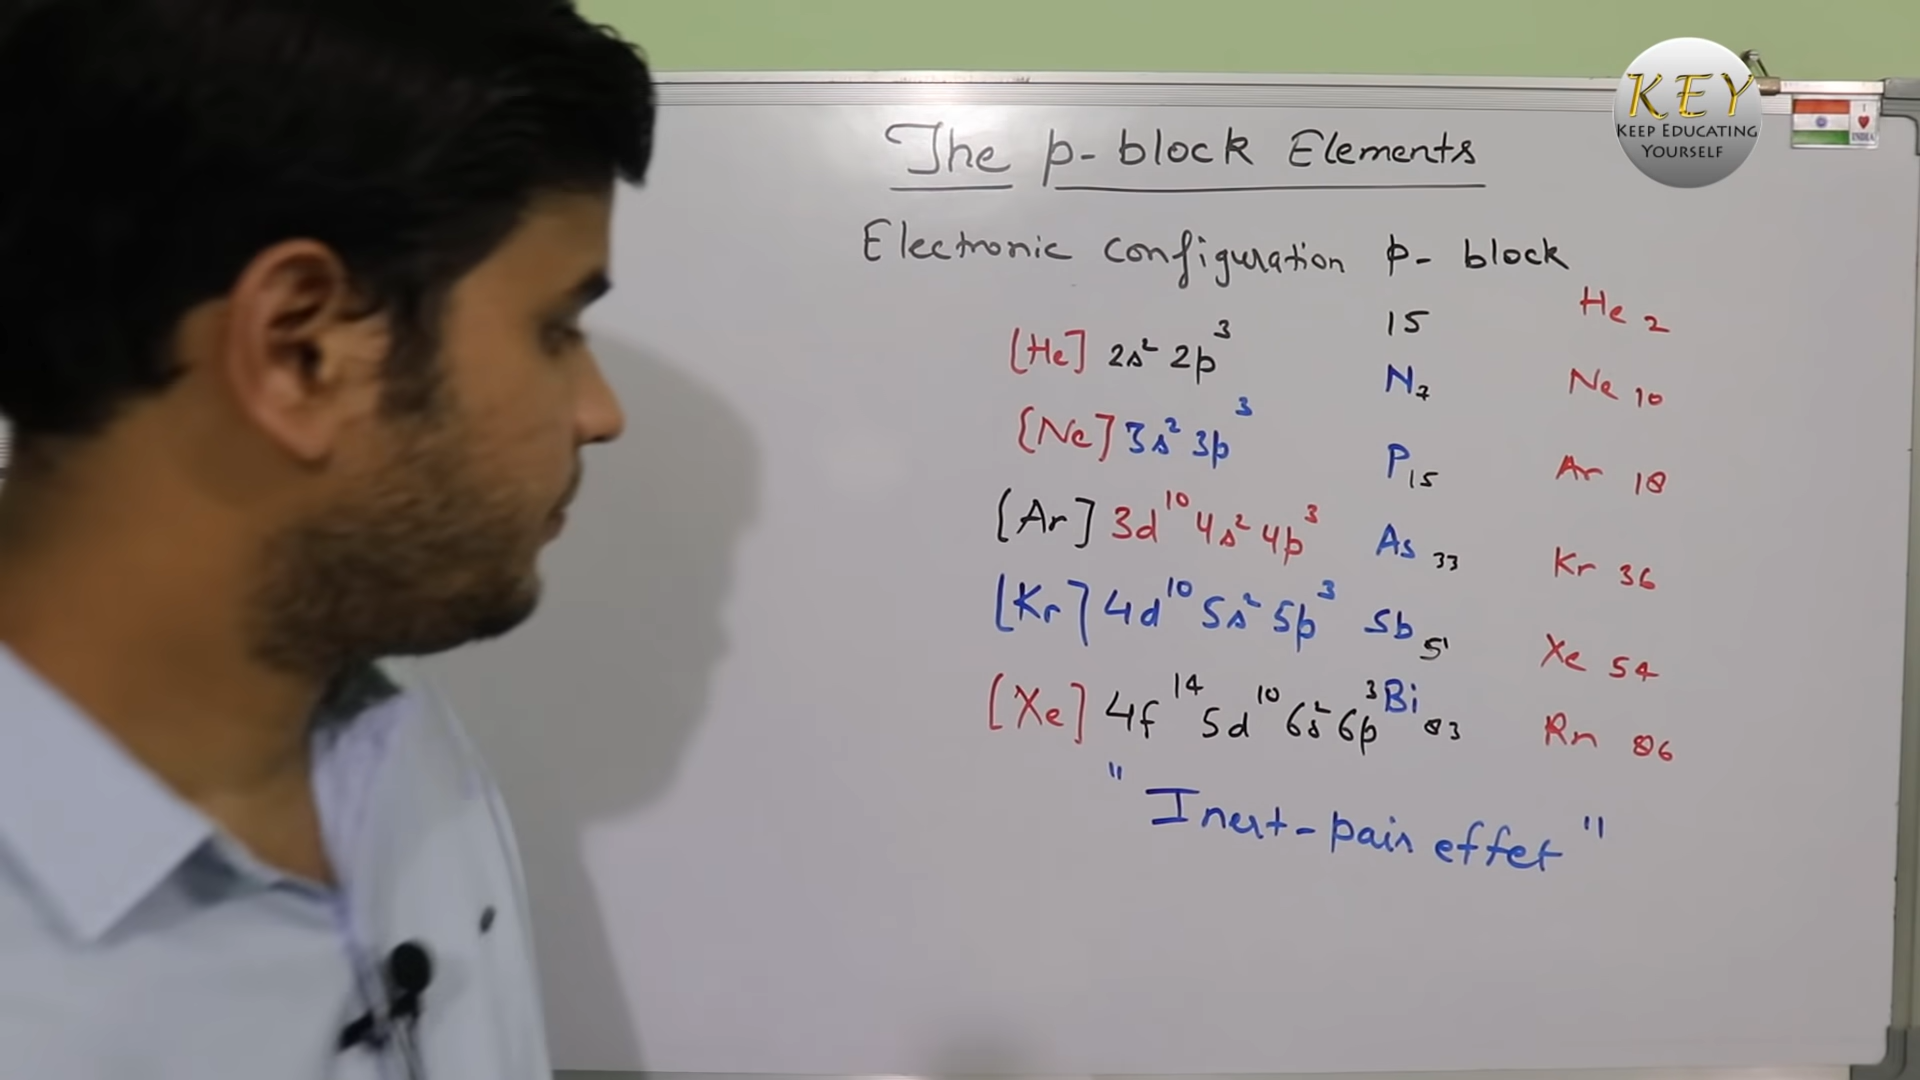 KEY
KEEP EDUCATING
YOURSELF
I ❤ INDIA
The p-block Elements
Electronic configuration p- block
15 He 2
[He] 2s² 2p³ N₇ Ne 10
[Ne] 3s² 3p³ P₁₅ Ar 18
[Ar] 3d¹⁰ 4s² 4p³ As ₃₃ Kr 36
[Kr] 4d¹⁰ 5s² 5p³ Sb ₅₁ Xe 54
[Xe] 4f¹⁴ 5d¹⁰ 6s² 6p³ Bi ₈₃ Rn 86
" Inert-pair effet "